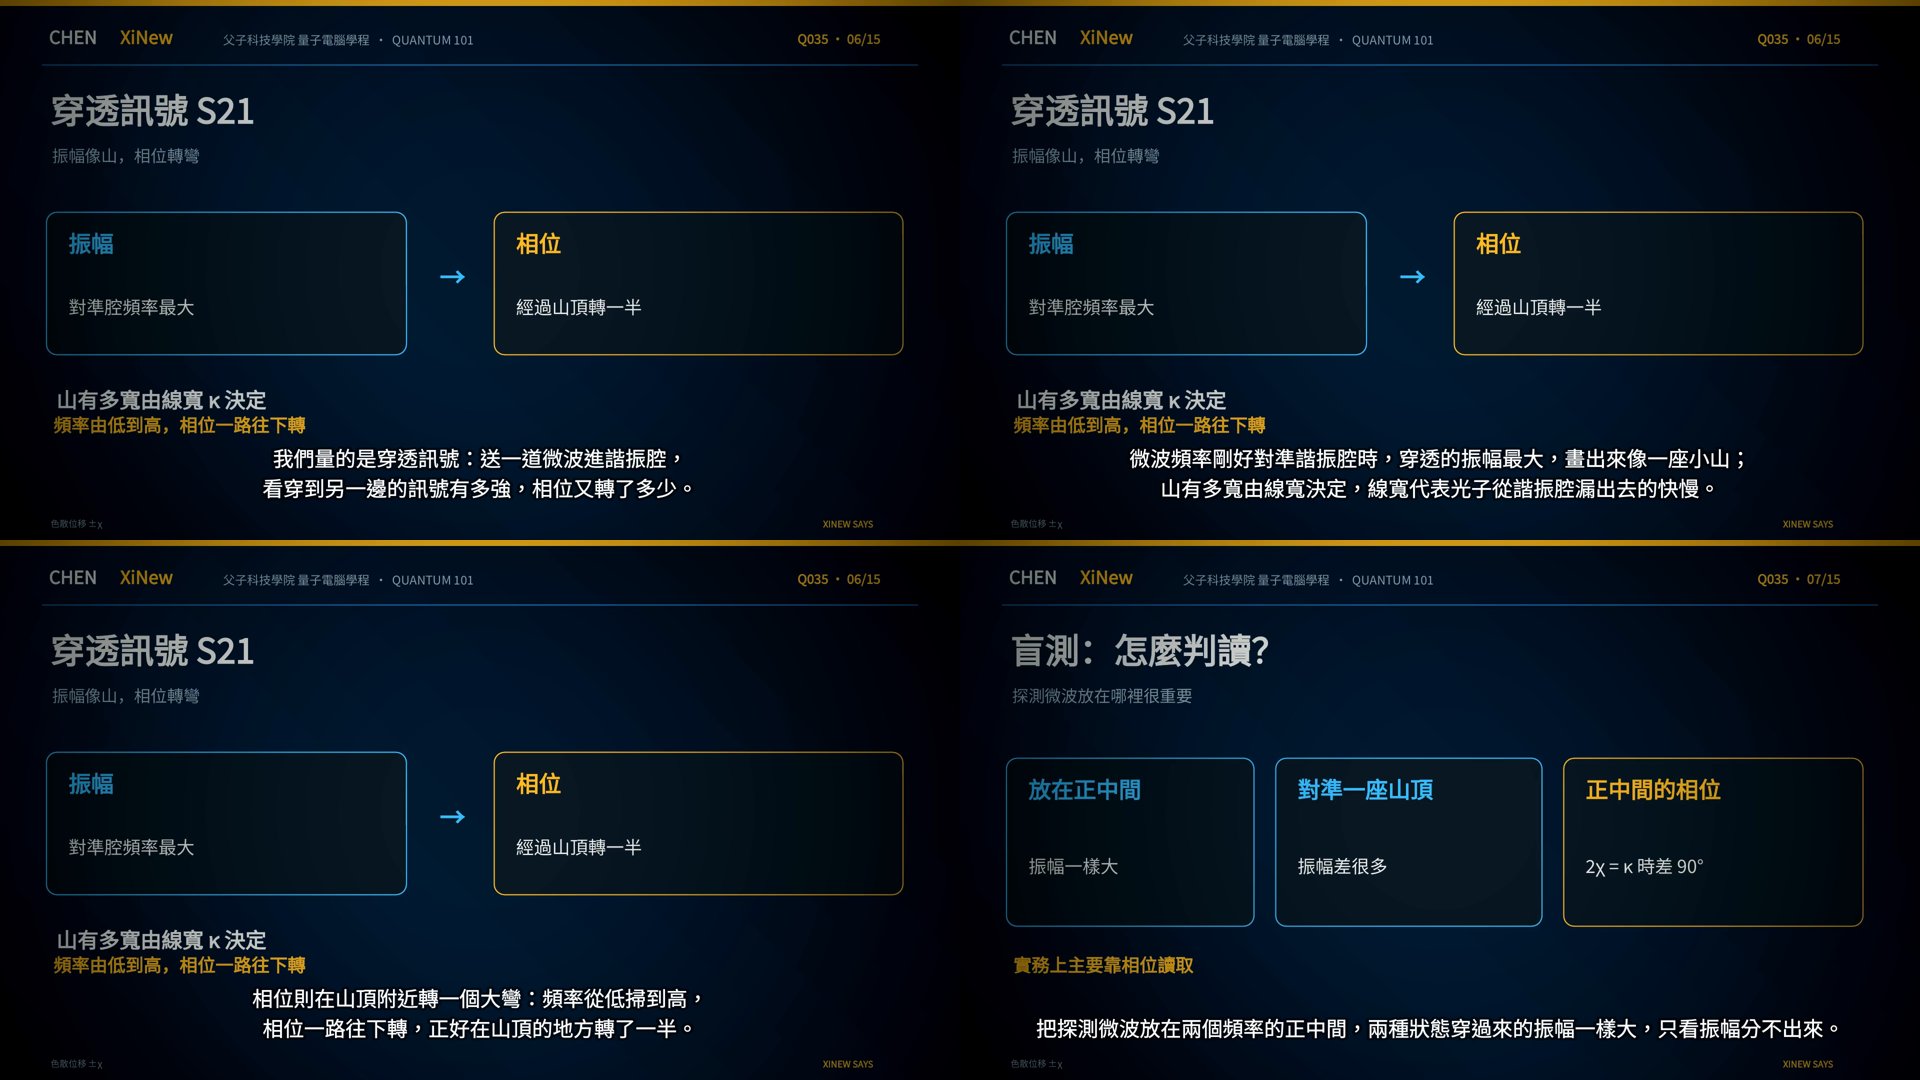 CHEN XiNew 父子科技學院 量子電腦學程 · QUANTUM 101 Q035 · 06/15
穿透訊號 S21
振幅像山，相位轉彎
振幅
對準腔頻率最大
→
相位
經過山頂轉一半
山有多寬由線寬 κ 決定
頻率由低到高，相位一路往下轉
我們量的是穿透訊號：送一道微波進諧振腔，
看穿到另一邊的訊號有多強，相位又轉了多少。
色散位移 ±χ XINEW SAYS
CHEN XiNew 父子科技學院 量子電腦學程 · QUANTUM 101 Q035 · 06/15
穿透訊號 S21
振幅像山，相位轉彎
振幅
對準腔頻率最大
→
相位
經過山頂轉一半
山有多寬由線寬 κ 決定
頻率由低到高，相位一路往下轉
微波頻率剛好對準諧振腔時，穿透的振幅最大，畫出來像一座小山；
山有多寬由線寬決定，線寬代表光子從諧振腔漏出去的快慢。
色散位移 ±χ XINEW SAYS
CHEN XiNew 父子科技學院 量子電腦學程 · QUANTUM 101 Q035 · 06/15
穿透訊號 S21
振幅像山，相位轉彎
振幅
對準腔頻率最大
→
相位
經過山頂轉一半
山有多寬由線寬 κ 決定
頻率由低到高，相位一路往下轉
相位則在山頂附近轉一個大彎：頻率從低掃到高，
相位一路往下轉，正好在山頂的地方轉了一半。
色散位移 ±χ XINEW SAYS
CHEN XiNew 父子科技學院 量子電腦學程 · QUANTUM 101 Q035 · 07/15
盲測：怎麼判讀？
探測微波放在哪裡很重要
放在正中間
振幅一樣大
對準一座山頂
振幅差很多
正中間的相位
2χ = κ 時差 90°
實務上主要靠相位讀取
把探測微波放在兩個頻率的正中間，兩種狀態穿過來的振幅一樣大，只看振幅分不出來。
色散位移 ±χ XINEW SAYS